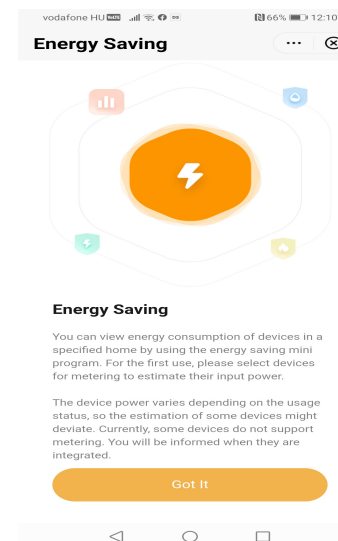 vodafone HU VoLTE 66% 12:10
Energy Saving
Energy Saving
You can view energy consumption of devices in a
specified home by using the energy saving mini
program. For the first use, please select devices
for metering to estimate their input power.
The device power varies depending on the usage
status, so the estimation of some devices might
deviate. Currently, some devices do not support
metering. You will be informed when they are
integrated.
Got It